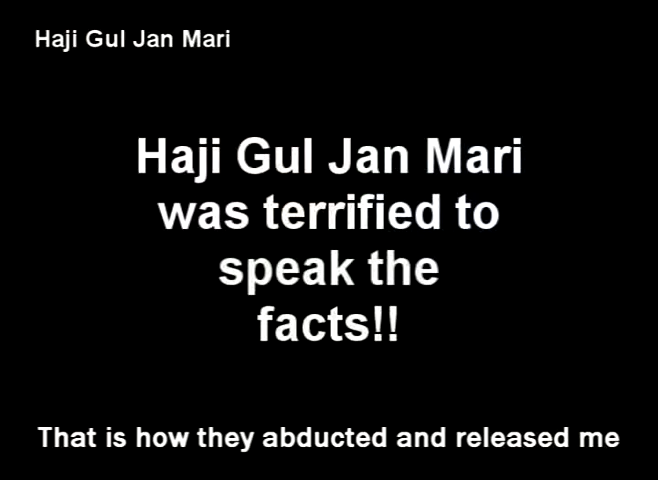 Haji Gul Jan Mari
Haji Gul Jan Mari
was terrified to
speak the
facts!!
That is how they abducted and released me